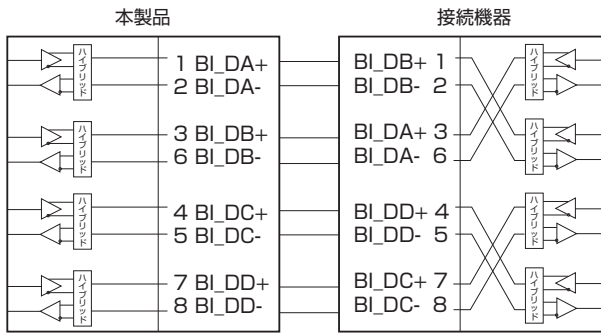 本製品
接続機器
ハイブリッド
1 BI_DA+
2 BI_DA-
ハイブリッド
3 BI_DB+
6 BI_DB-
ハイブリッド
4 BI_DC+
5 BI_DC-
ハイブリッド
7 BI_DD+
8 BI_DD-
BI_DB+ 1
BI_DB- 2
ハイブリッド
BI_DA+ 3
BI_DA- 6
ハイブリッド
BI_DD+ 4
BI_DD- 5
ハイブリッド
BI_DC+ 7
BI_DC- 8
ハイブリッド